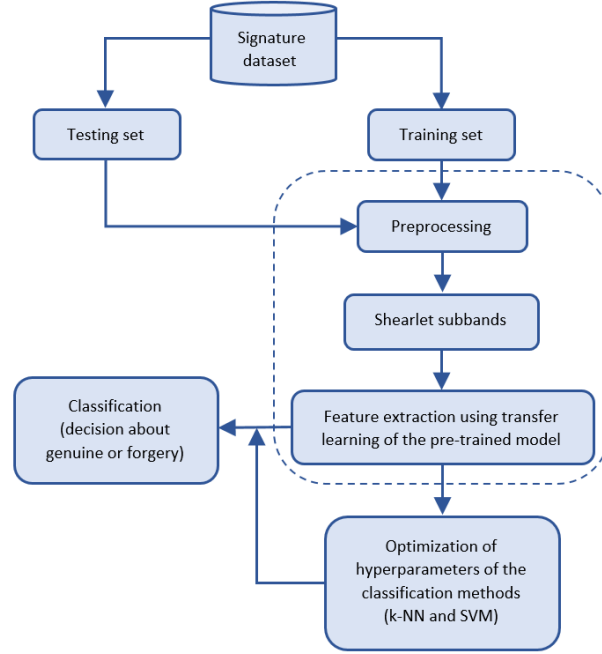 Signature
dataset
Testing set
Training set
Preprocessing
Shearlet subbands
Classification
(decision about
genuine or forgery)
Feature extraction using transfer
learning of the pre-trained model
Optimization of
hyperparameters of the
classification methods
(k-NN and SVM)